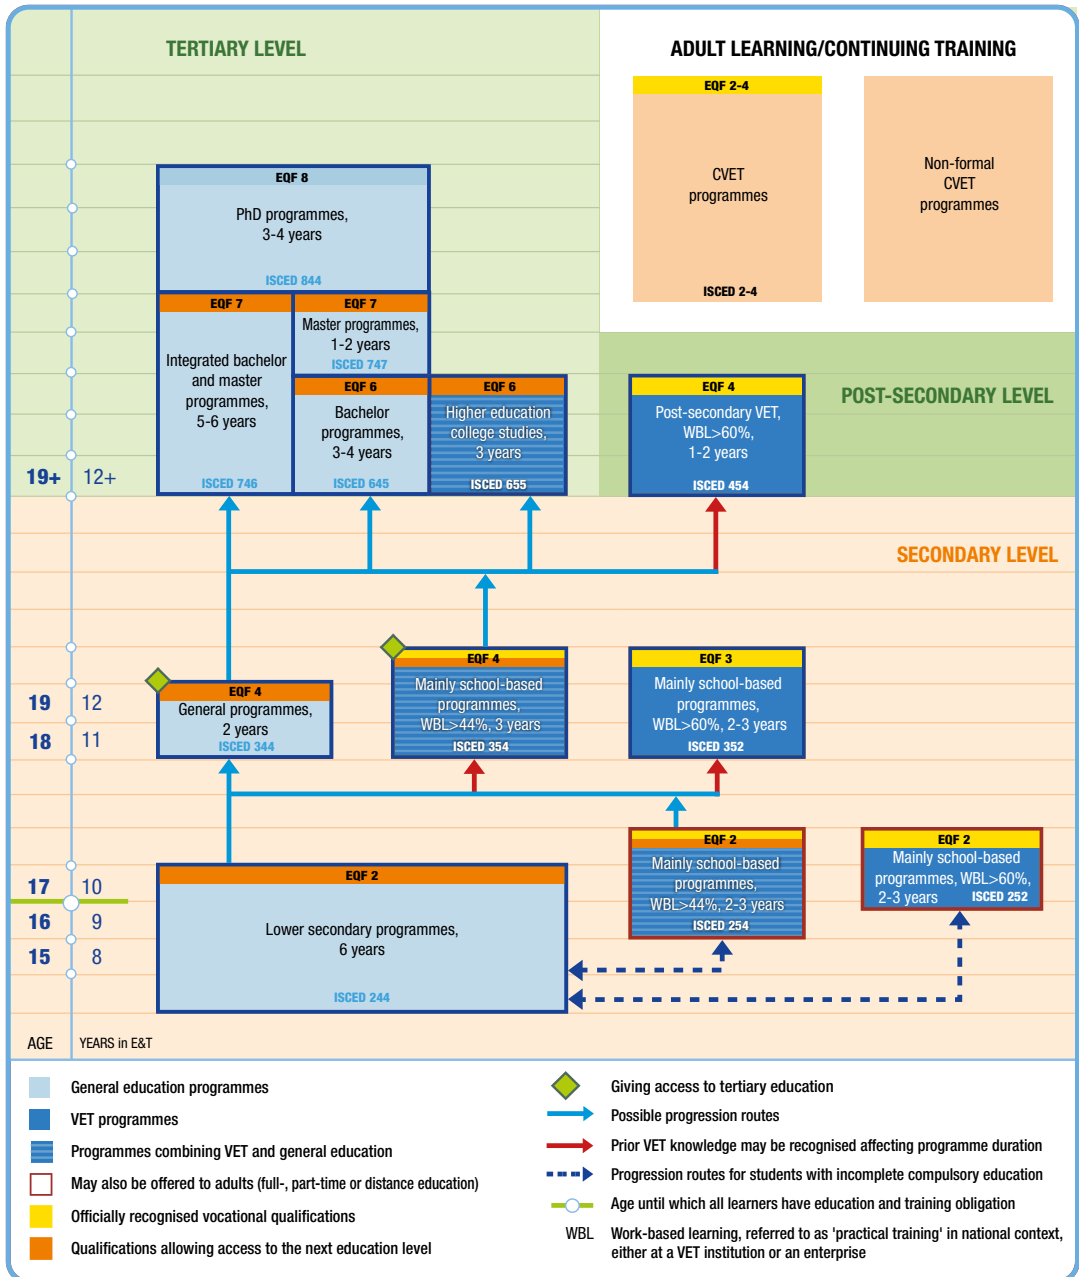 TERTIARY LEVEL
ADULT LEARNING/CONTINUING TRAINING
EQF 2-4
CVET
programmes
ISCED 2-4
Non-formal
CVET
programmes
EQF 8
PhD programmes,
3-4 years
ISCED 844
EQF 7
Integrated bachelor
and master
programmes,
5-6 years
ISCED 746
EQF 7
Master programmes,
1-2 years
ISCED 747
EQF 6
Bachelor
programmes,
3-4 years
ISCED 645
EQF 6
Higher education
college studies,
3 years
ISCED 655
EQF 4
Post-secondary VET,
WBL>60%,
1-2 years
ISCED 454
POST-SECONDARY LEVEL
19+ 12+
SECONDARY LEVEL
EQF 4
General programmes,
2 years
ISCED 344
EQF 4
Mainly school-based
programmes,
WBL>44%, 3 years
ISCED 354
EQF 3
Mainly school-based
programmes,
WBL>60%, 2-3 years
ISCED 352
19 12
18 11
EQF 2
Lower secondary programmes,
6 years
ISCED 244
EQF 2
Mainly school-based
programmes,
WBL>44%, 2-3 years
ISCED 254
EQF 2
Mainly school-based
programmes, WBL>60%,
2-3 years ISCED 252
17 10
16 9
15 8
AGE YEARS in E&T
General education programmes
VET programmes
Programmes combining VET and general education
May also be offered to adults (full-, part-time or distance education)
Officially recognised vocational qualifications
Qualifications allowing access to the next education level
Giving access to tertiary education
Possible progression routes
Prior VET knowledge may be recognised affecting programme duration
Progression routes for students with incomplete compulsory education
Age until which all learners have education and training obligation
WBL Work-based learning, referred to as 'practical training' in national context,
either at a VET institution or an enterprise